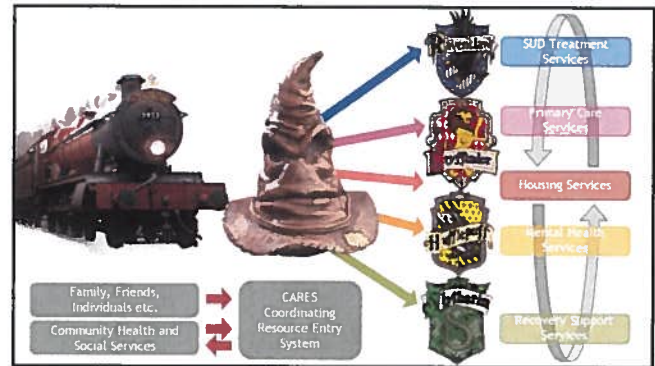 SUD Treatment
Services
Primary Care
Services
Housing Services
Mental Health
Services
Recovery Support
Services
Family, Friends,
Individuals etc.
Community Health and
Social Services
CARES
Coordinating
Resource Entry
System